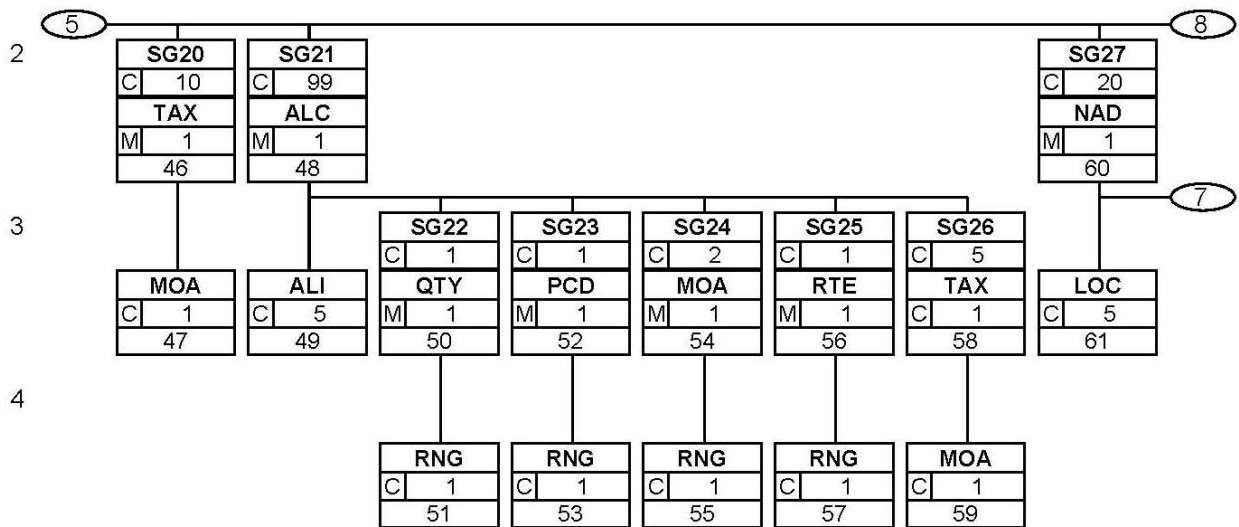 5 8
2
SG20 SG21 SG27
C 10 C 99 C 20
TAX ALC NAD
M 1 M 1 M 1
46 48 60
7
3
SG22 SG23 SG24 SG25 SG26
C 1 C 1 C 2 C 1 C 5
MOA ALI QTY PCD MOA RTE TAX LOC
C 1 C 5 M 1 M 1 M 1 M 1 C 1 C 5
47 49 50 52 54 56 58 61
4
RNG RNG RNG RNG MOA
C 1 C 1 C 1 C 1 C 1
51 53 55 57 59